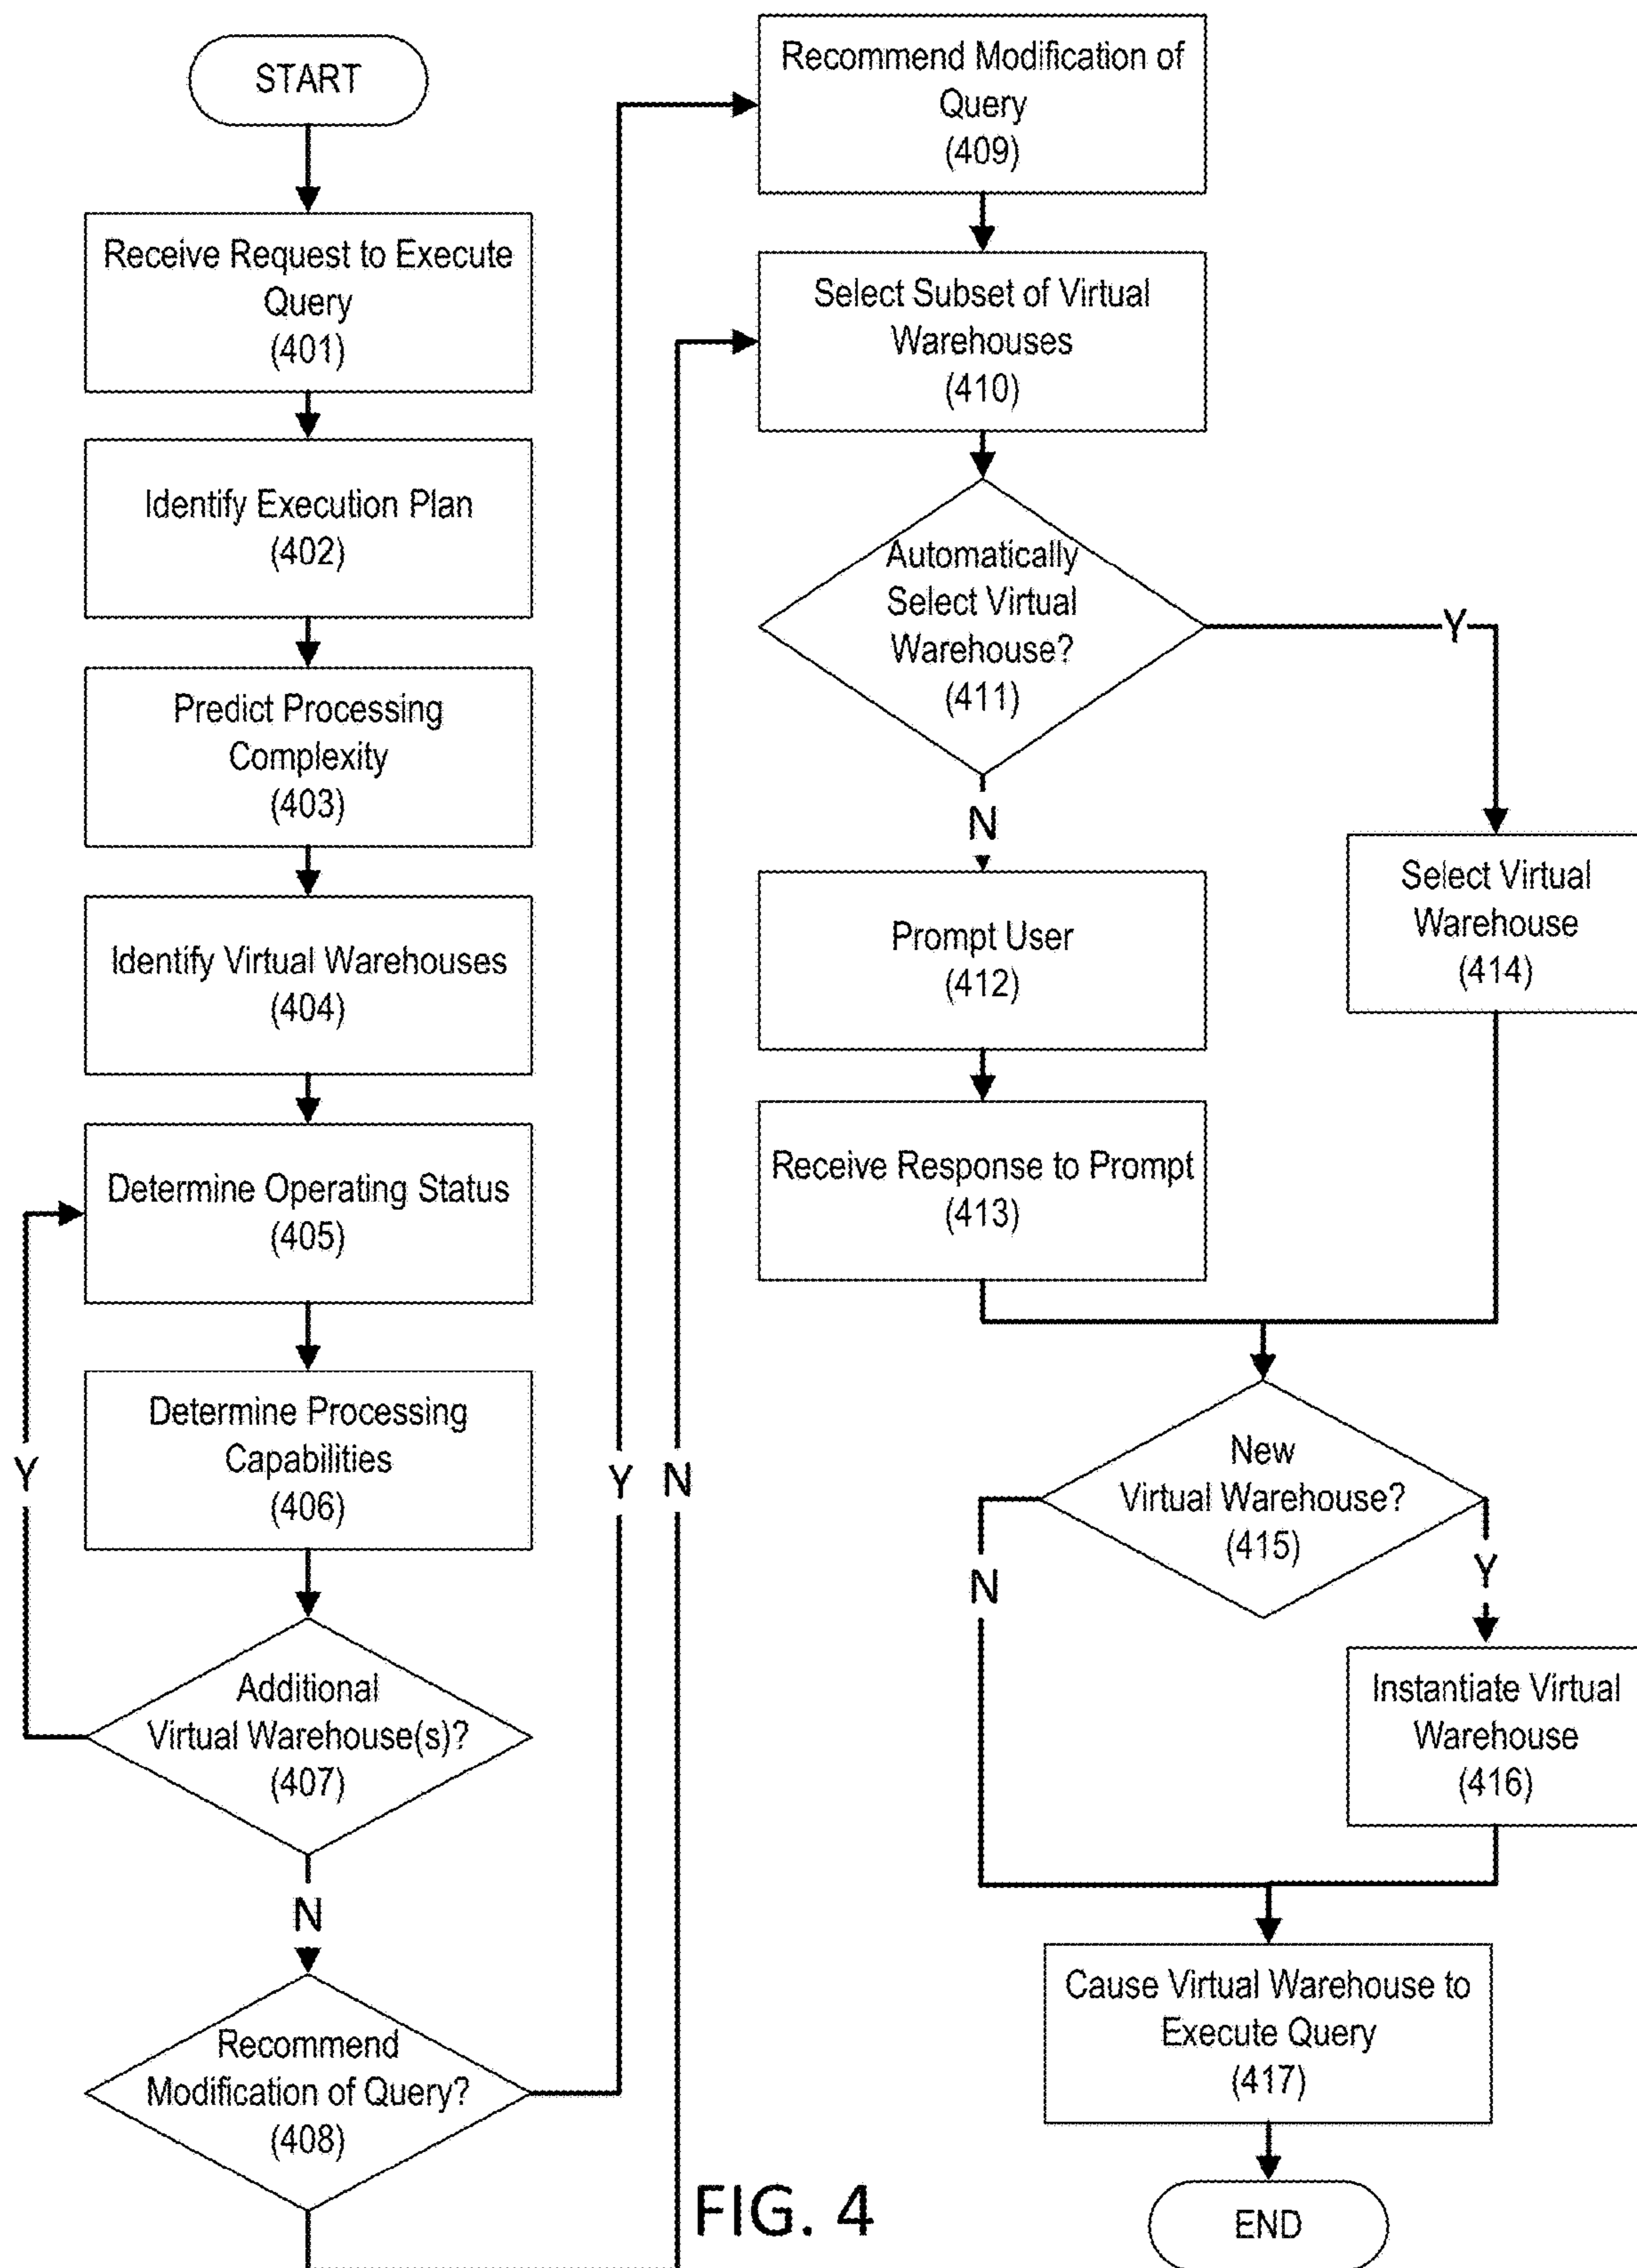 START
Receive Request to Execute
Query
(401)
Identify Execution Plan
(402)
Predict Processing
Complexity
(403)
Identify Virtual Warehouses
(404)
Determine Operating Status
(405)
Determine Processing
Capabilities
(406)
Y
Additional
Virtual Warehouse(s)?
(407)
N
Recommend
Modification of Query?
(408)
Y
N
Recommend Modification of
Query
(409)
Select Subset of Virtual
Warehouses
(410)
Automatically
Select Virtual
Warehouse?
(411)
Y
N
Prompt User
(412)
Receive Response to Prompt
(413)
Select Virtual
Warehouse
(414)
New
Virtual Warehouse?
(415)
N
Y
Instantiate Virtual
Warehouse
(416)
Cause Virtual Warehouse to
Execute Query
(417)
END
FIG. 4